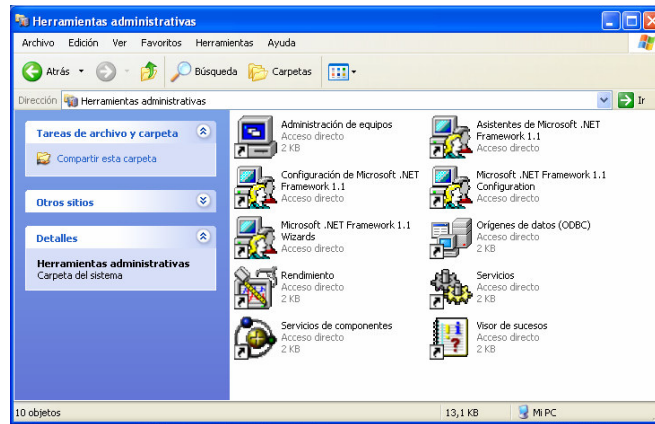 Herramientas administrativas
Archivo Edición Ver Favoritos Herramientas Ayuda
Atrás Búsqueda Carpetas
Dirección Herramientas administrativas Ir
Tareas de archivo y carpeta
Compartir esta carpeta
Otros sitios
Detalles
Herramientas administrativas
Carpeta del sistema
Administración de equipos
Acceso directo
2 KB
Asistentes de Microsoft .NET
Framework 1.1
Acceso directo
Configuración de Microsoft .NET
Framework 1.1
Acceso directo
Microsoft .NET Framework 1.1
Configuration
Acceso directo
Microsoft .NET Framework 1.1
Wizards
Acceso directo
Orígenes de datos (ODBC)
Acceso directo
2 KB
Rendimiento
Acceso directo
2 KB
Servicios
Acceso directo
2 KB
Servicios de componentes
Acceso directo
2 KB
Visor de sucesos
Acceso directo
2 KB
10 objetos 13,1 KB Mi PC